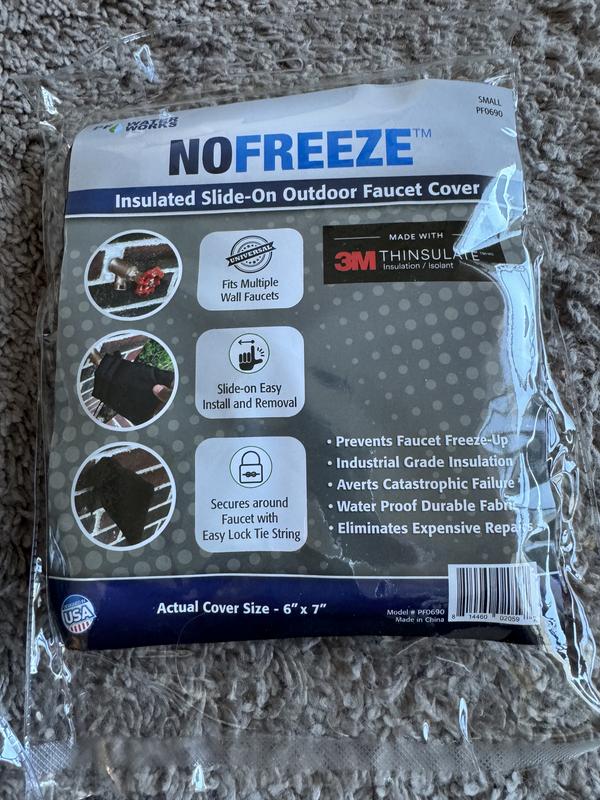 WATER
WORKS
SMALL
PF0690
NOFREEZE™
Insulated Slide-On Outdoor Faucet Cover
UNIVERSAL
Fits Multiple
Wall Faucets
MADE WITH
3M THINSULATE
Insulation / Isolant
Slide-on Easy
Install and Removal
Secures around
Faucet with
Easy Lock Tie String
• Prevents Faucet Freeze-Up
• Industrial Grade Insulation
• Averts Catastrophic Failure
• Water Proof Durable Fabric
• Eliminates Expensive Repairs
USA
Actual Cover Size - 6” x 7”
Model # PF0690
Made in China
8 14460 02059